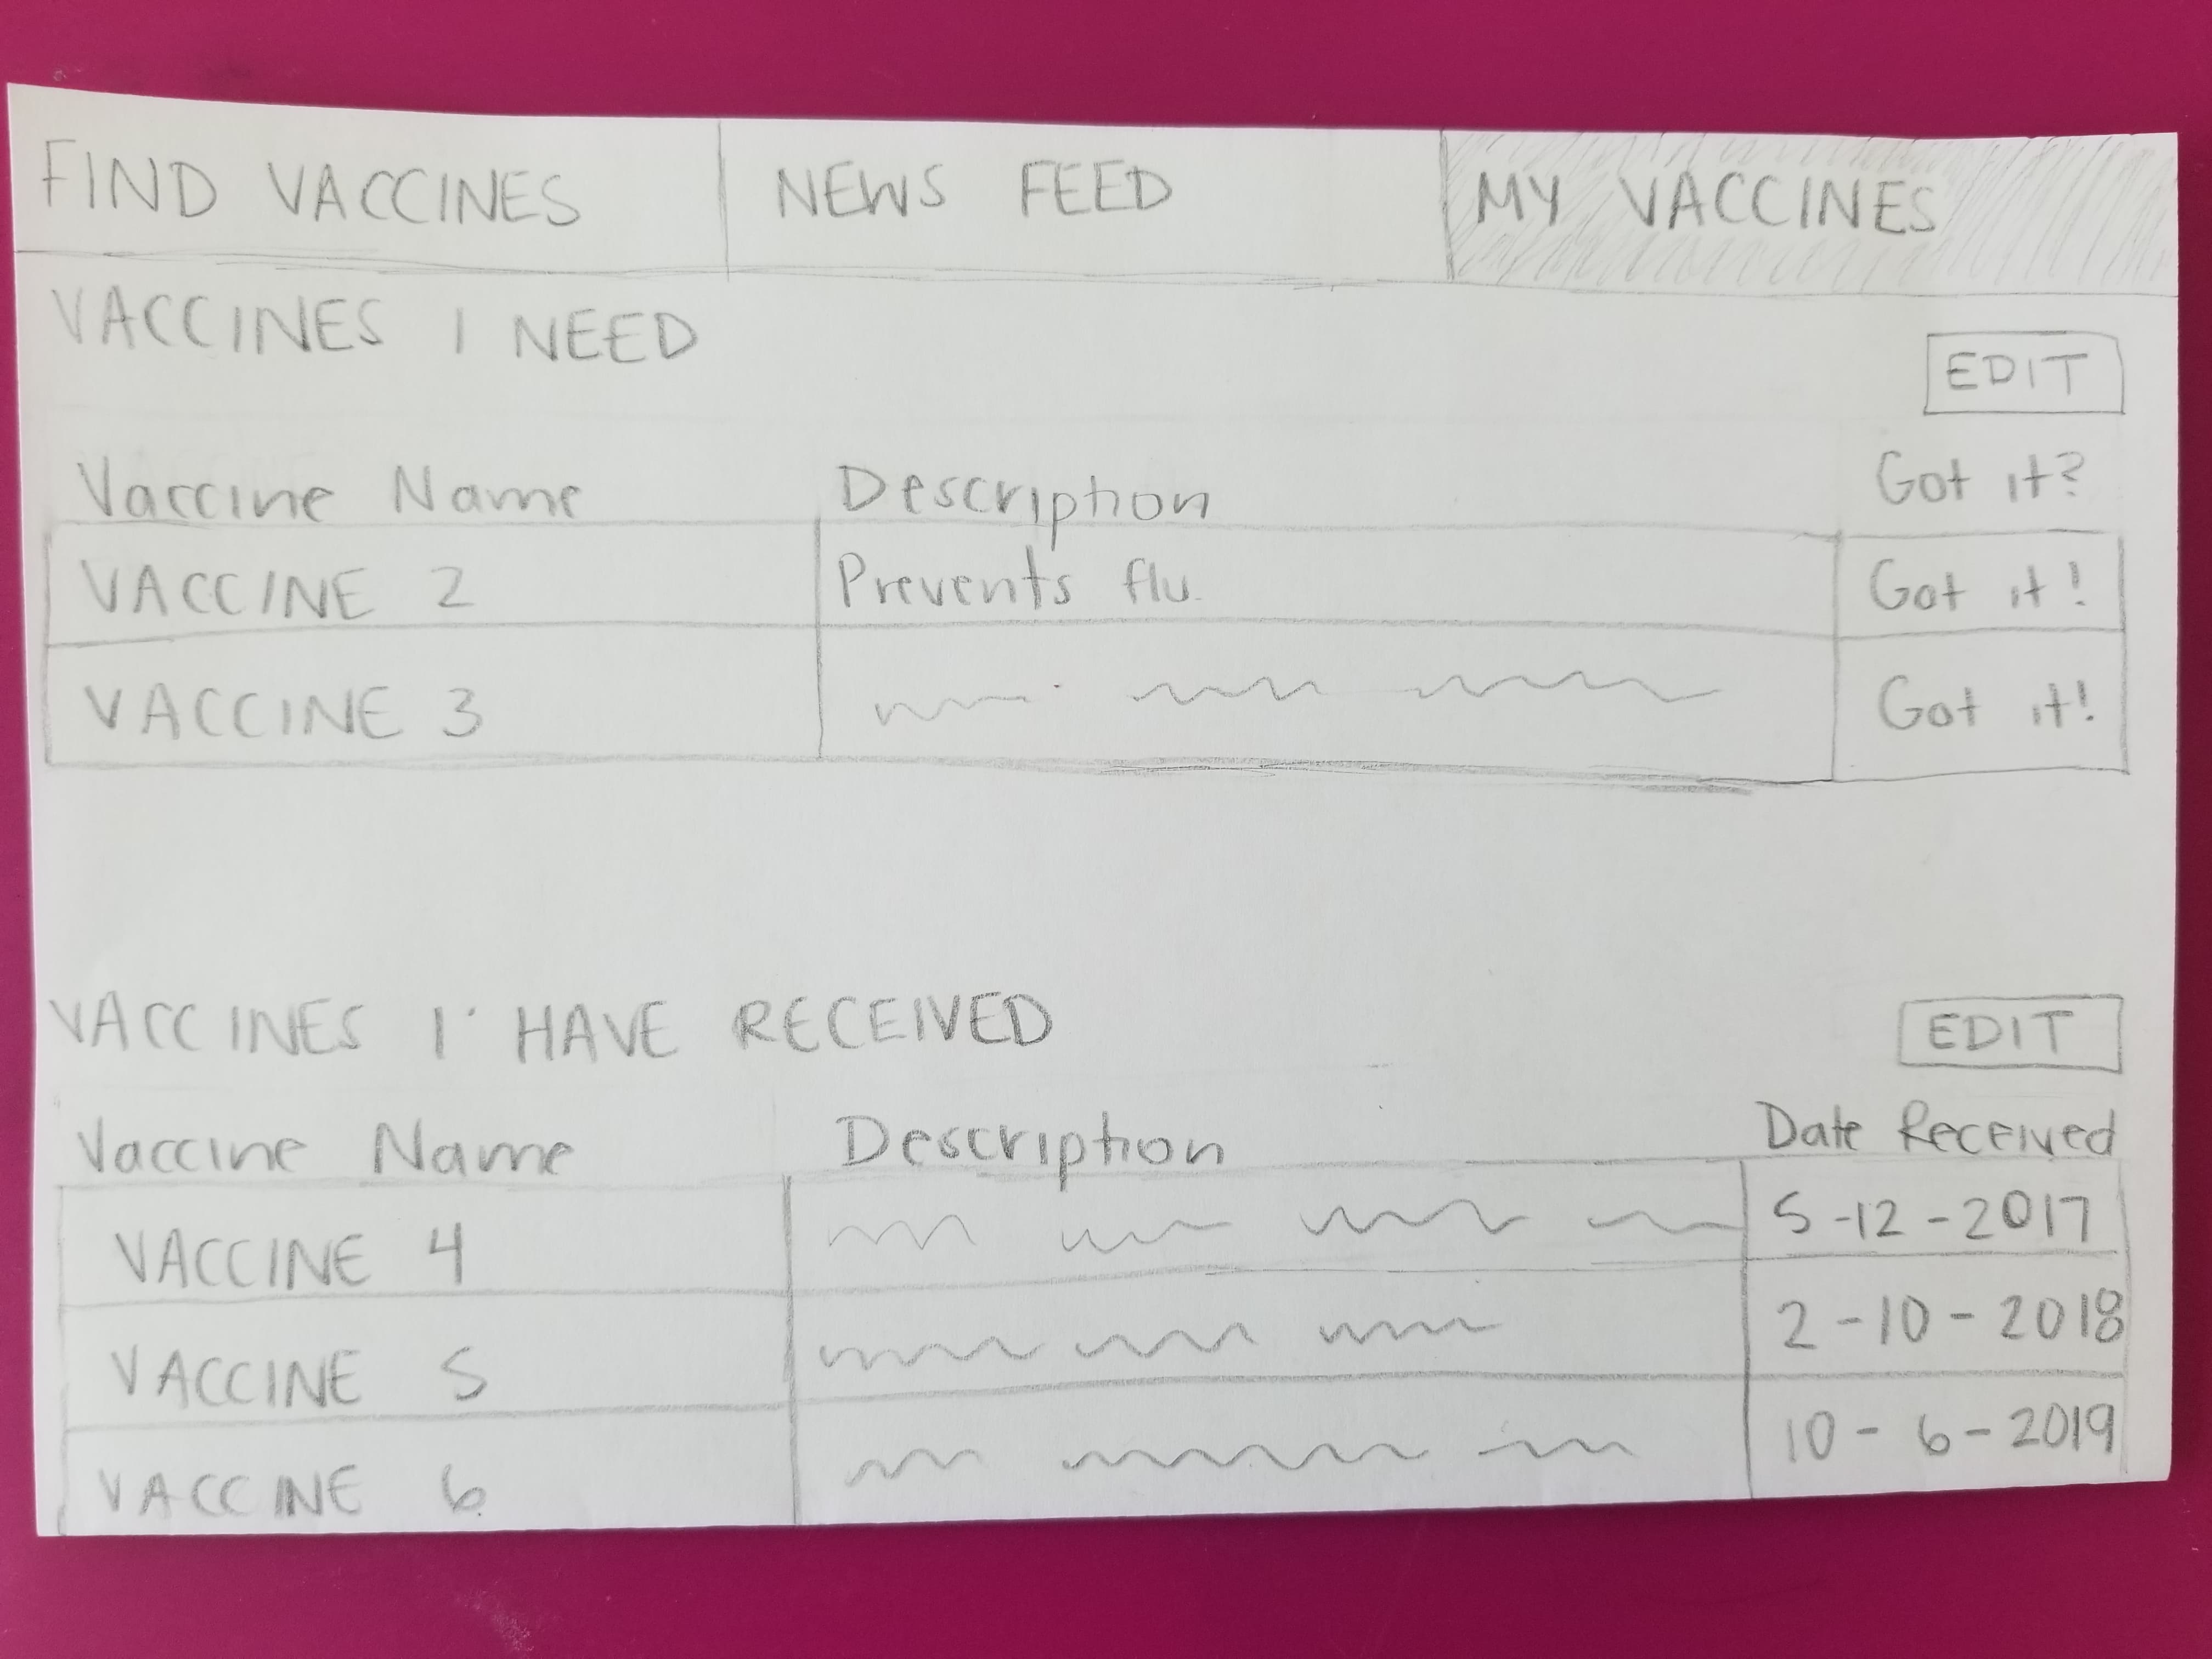 FIND VACCINES NEWS FEED MY VACCINES
VACCINES I NEED
EDIT
Vaccine Name Description Got it?
VACCINE 2 Prevents flu. Got it!
VACCINE 3 Got it!
VACCINES I HAVE RECEIVED EDIT
Vaccine Name Description Date Received
VACCINE 4 5-12-2017
VACCINE 5 2-10-2018
VACCINE 6 10-6-2019